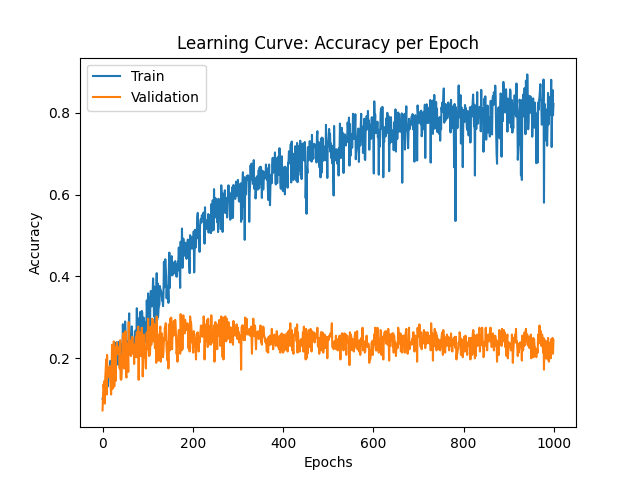 Learning Curve: Accuracy per Epoch
Train
Validation
0.8
0.6
0.4
0.2
Accuracy
0 200 400 600 800 1000
Epochs